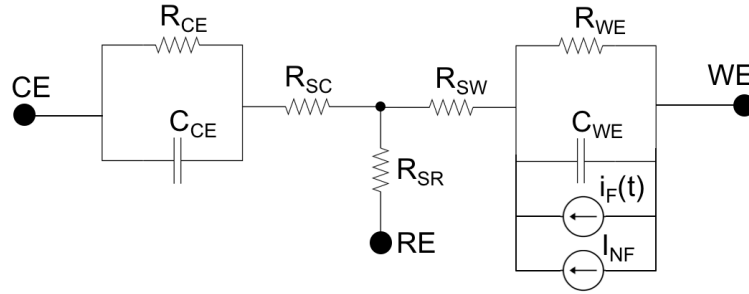 R_CE
R_WE
CE
R_SC
R_SW
WE
C_CE
C_WE
R_SR
i_F(t)
RE
I_NF